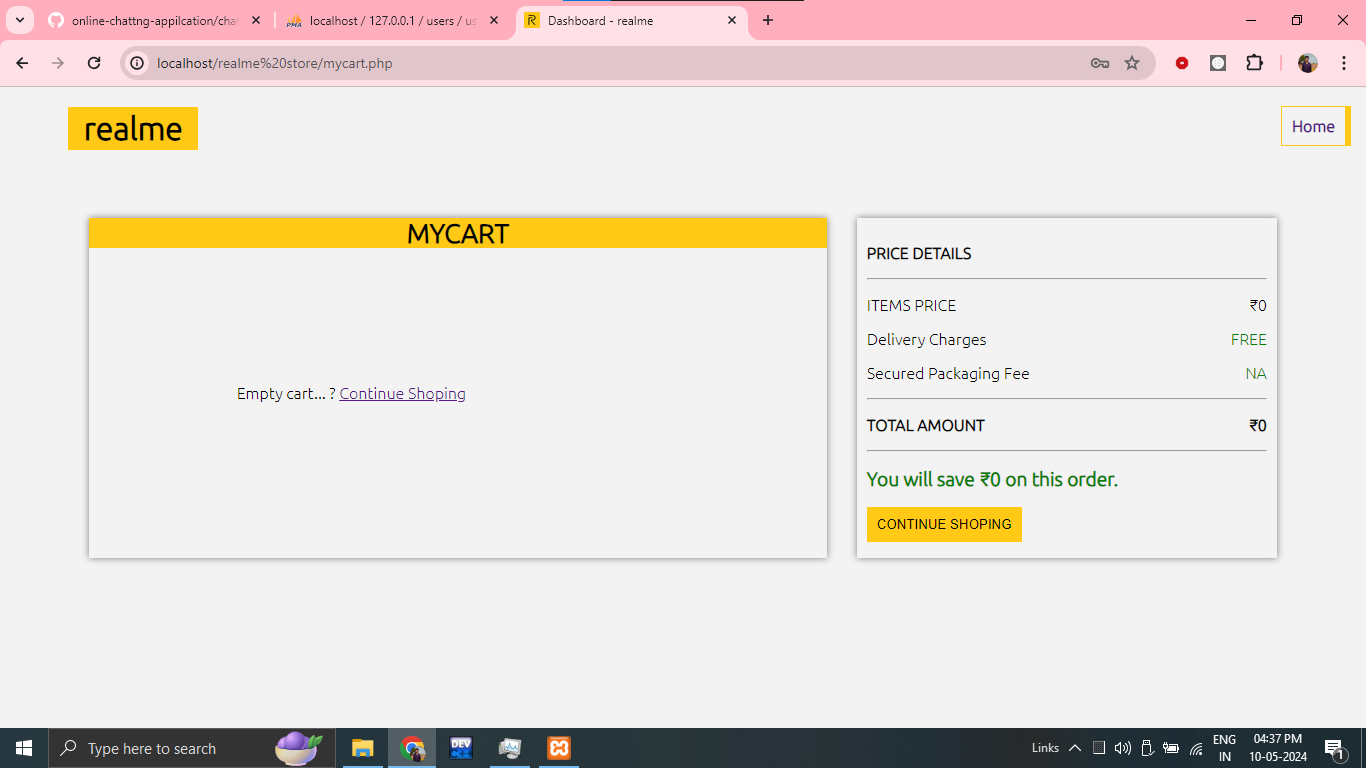 online-chattng-appilcation/chat
localhost / 127.0.0.1 / users / us
Dashboard - realme
localhost/realme%20store/mycart.php
realme
Home
MYCART
Empty cart... ? Continue Shoping
PRICE DETAILS
ITEMS PRICE ₹0
Delivery Charges FREE
Secured Packaging Fee NA
TOTAL AMOUNT ₹0
You will save ₹0 on this order.
CONTINUE SHOPING
Type here to search
DEV
Links
ENG
IN
04:37 PM
10-05-2024
1